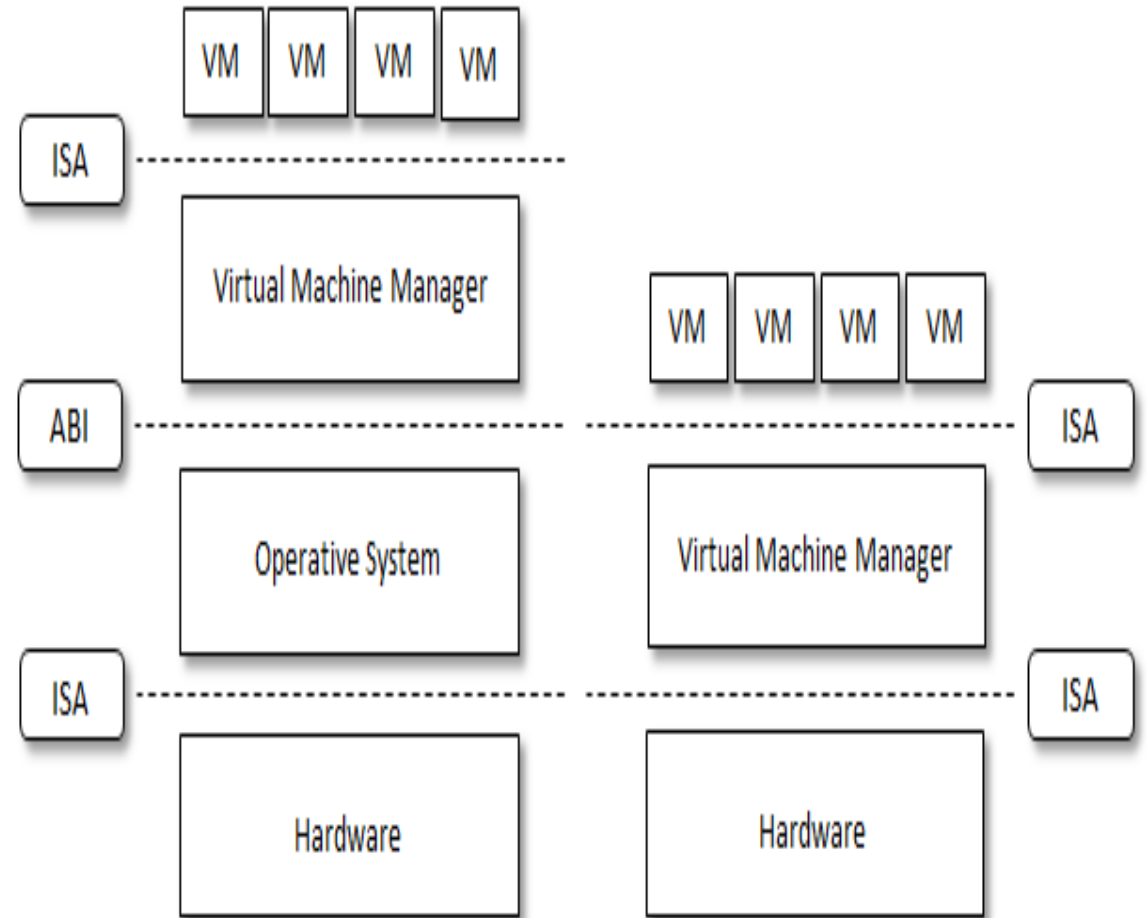 VM VM VM VM
ISA
Virtual Machine Manager
VM VM VM VM
ABI
ISA
Operative System
Virtual Machine Manager
ISA
ISA
Hardware
Hardware